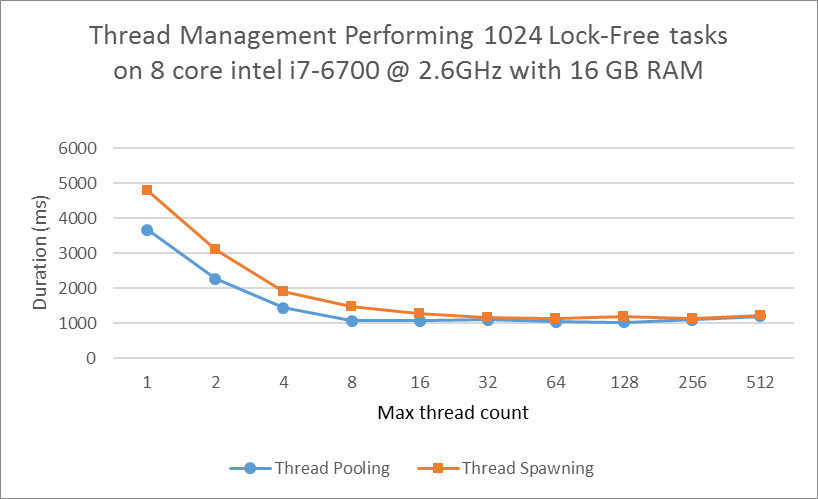 Thread Management Performing 1024 Lock-Free tasks
on 8 core intel i7-6700 @ 2.6GHz with 16 GB RAM
6000
5000
4000
3000
2000
1000
0
Duration (ms)
1 2 4 8 16 32 64 128 256 512
Max thread count
Thread Pooling Thread Spawning